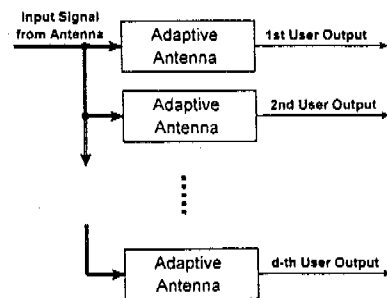 Input Signal
from Antenna
Adaptive
Antenna
1st User Output
Adaptive
Antenna
2nd User Output
Adaptive
Antenna
d-th User Output